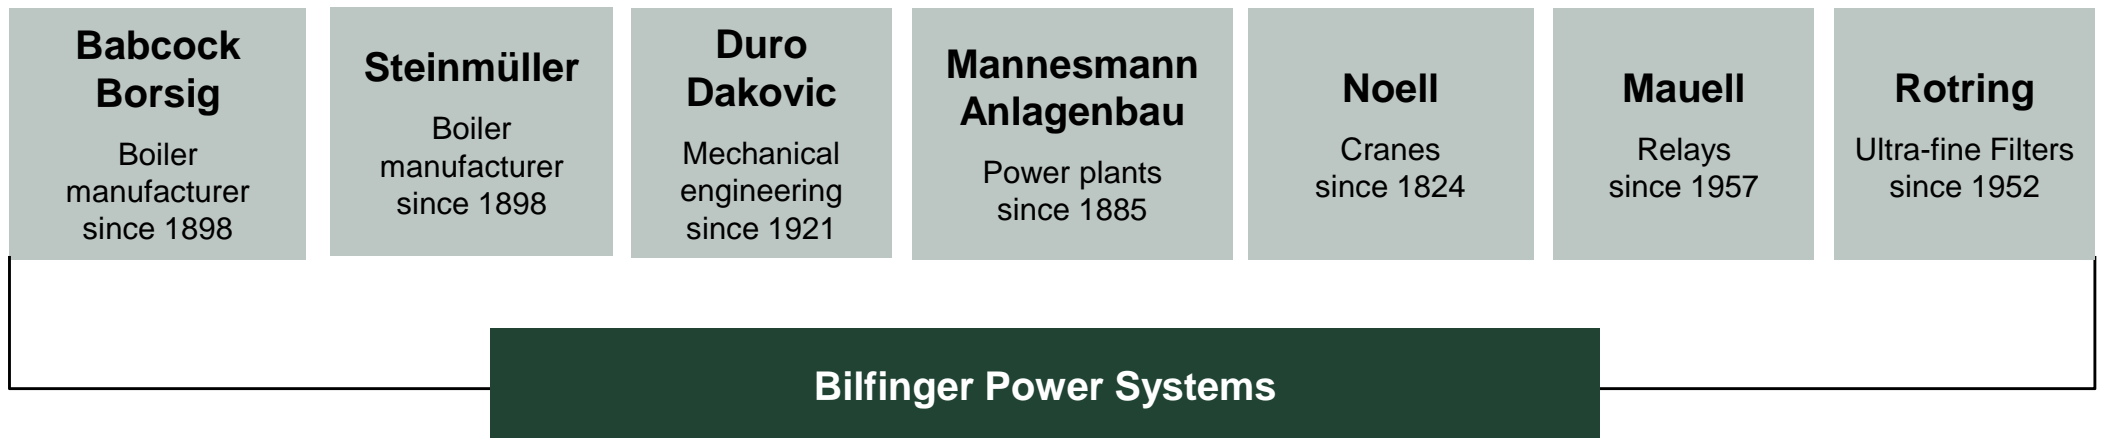 Babcock
Borsig
Boiler
manufacturer
since 1898
Steinmüller
Boiler
manufacturer
since 1898
Duro
Dakovic
Mechanical
engineering
since 1921
Mannesmann
Anlagenbau
Power plants
since 1885
Noell
Cranes
since 1824
Mauell
Relays
since 1957
Rotring
Ultra-fine Filters
since 1952
Bilfinger Power Systems